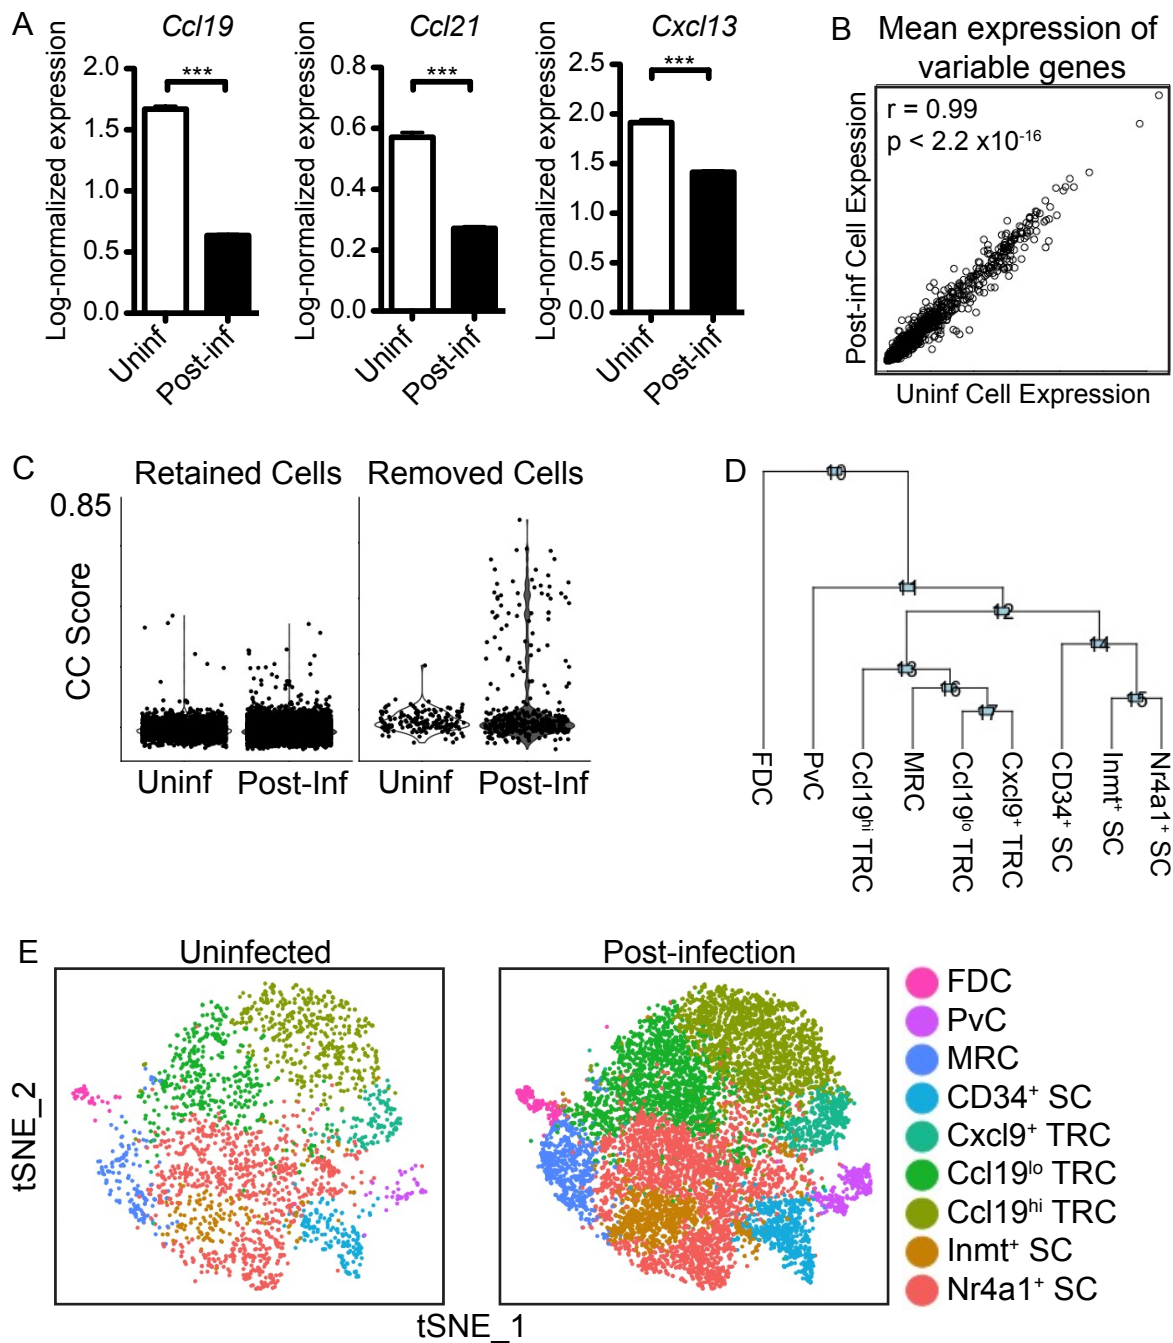 A
Ccl19
Ccl21
Cxcl13
Log-normalized expression
2.0
1.5
1.0
0.5
0.0
***
Uninf
Post-inf
Log-normalized expression
0.8
0.6
0.4
0.2
0.0
***
Uninf
Post-inf
Log-normalized expression
2.5
2.0
1.5
1.0
0.5
0.0
***
Uninf
Post-inf
B
Mean expression of
variable genes
r = 0.99
p < 2.2 x10-16
Post-inf Cell Expession
Uninf Cell Expression
C
Retained Cells
Removed Cells
0.85
CC Score
Uninf
Post-Inf
Uninf
Post-Inf
D
10
11
12
14
13
16
15
17
FDC
PvC
Ccl19hi TRC
MRC
Ccl19lo TRC
Cxcl9+ TRC
CD34+ SC
Inmt+ SC
Nr4a1+ SC
E
Uninfected
Post-infection
tSNE_2
tSNE_1
FDC
PvC
MRC
CD34+ SC
Cxcl9+ TRC
Ccl19lo TRC
Ccl19hi TRC
Inmt+ SC
Nr4a1+ SC